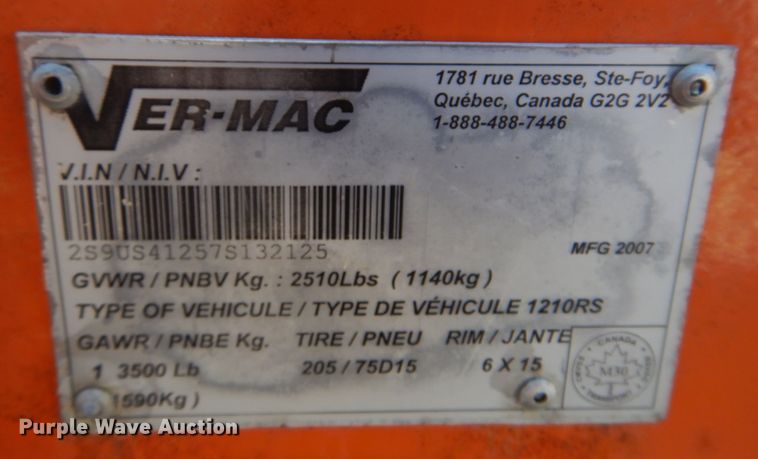 VER-MAC
1781 rue Bresse, Ste-Foy,
Québec, Canada G2G 2V2
1-888-488-7446
V.I.N / N.I.V :
2S9US41257S132125
MFG 2007
GVWR / PNBV Kg. : 2510Lbs ( 1140kg )
TYPE OF VEHICULE / TYPE DE VÉHICULE 1210RS
GAWR / PNBE Kg. TIRE / PNEU RIM / JANTE
1 3500 Lb 205 / 75D15 6 X 15
1590Kg )
CANADA
M30
TRANSPORT
Purple Wave Auction